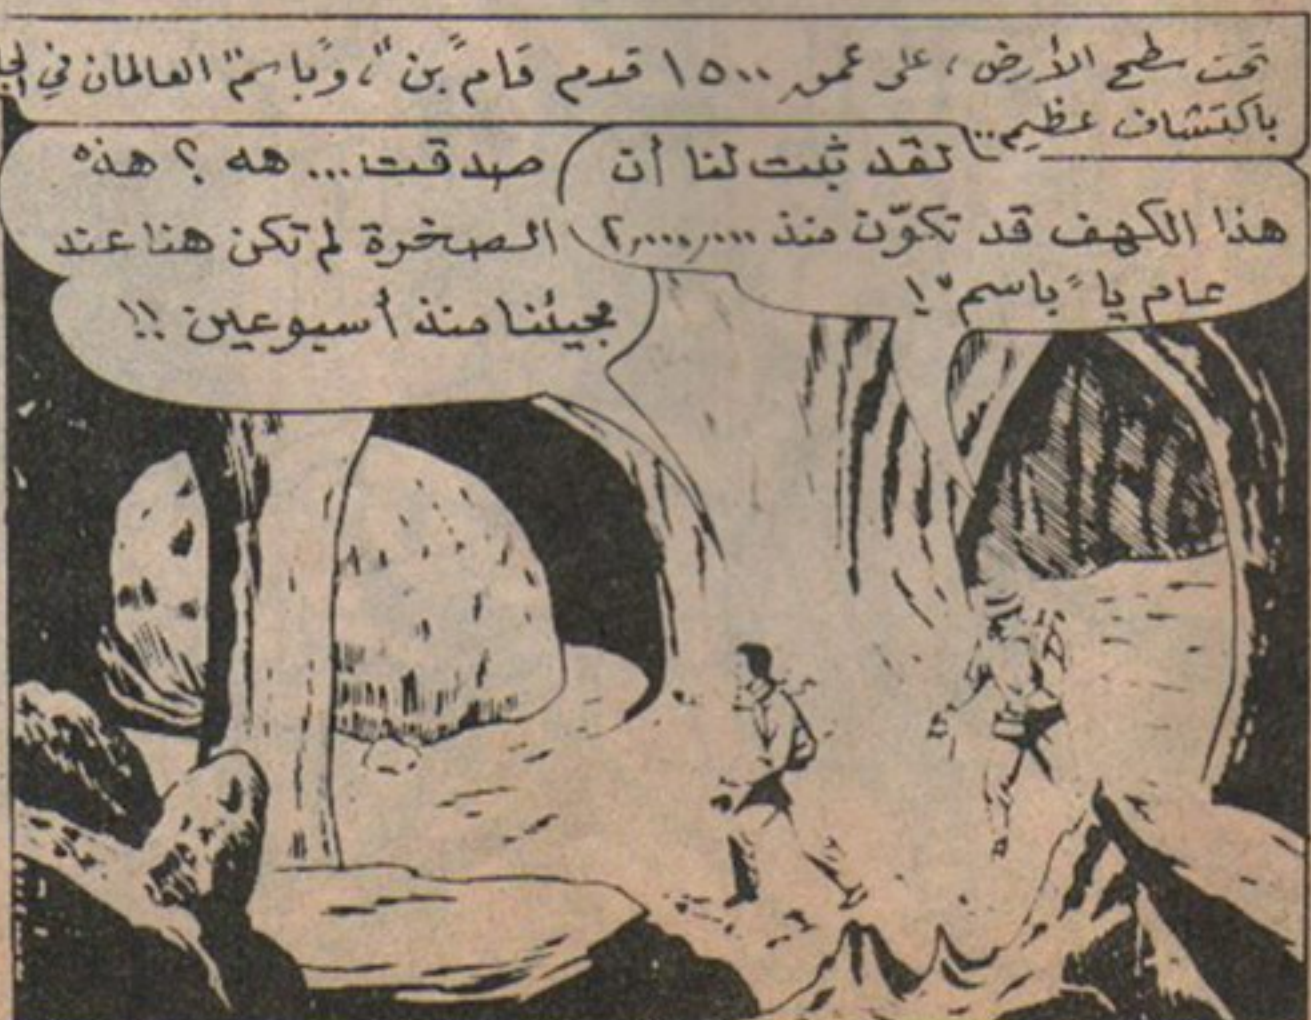 تحت سطح الأرض، على عمق ١٥٠٠ قدم قام "بن"، و"باسم" العالمان في
باكتشاف عظيم..
لقد ثبت لنا أن
هذا الكهف قد تكوّن منذ ٢,٠٠٠,٠٠٠
عام يا "باسم"!
صدقت... هه؟ هذه
الصخرة لم تكن هنا عند
مجيئنا منذ أسبوعين!!